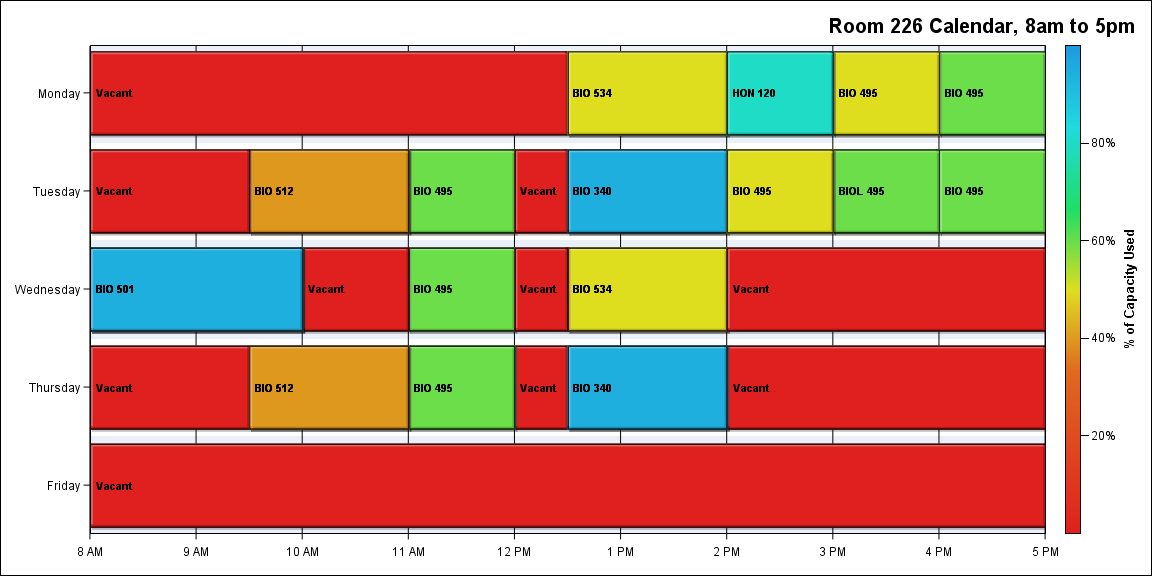 Room 226 Calendar, 8am to 5pm
Monday
Vacant
BIO 534
HON 120
BIO 495
BIO 495
Tuesday
Vacant
BIO 512
BIO 495
Vacant
BIO 340
BIO 495
BIOL 495
BIO 495
Wednesday
BIO 501
Vacant
BIO 495
Vacant
BIO 534
Vacant
Thursday
Vacant
BIO 512
BIO 495
Vacant
BIO 340
Vacant
Friday
Vacant
8 AM
9 AM
10 AM
11 AM
12 PM
1 PM
2 PM
3 PM
4 PM
5 PM
80%
60%
40%
20%
% of Capacity Used